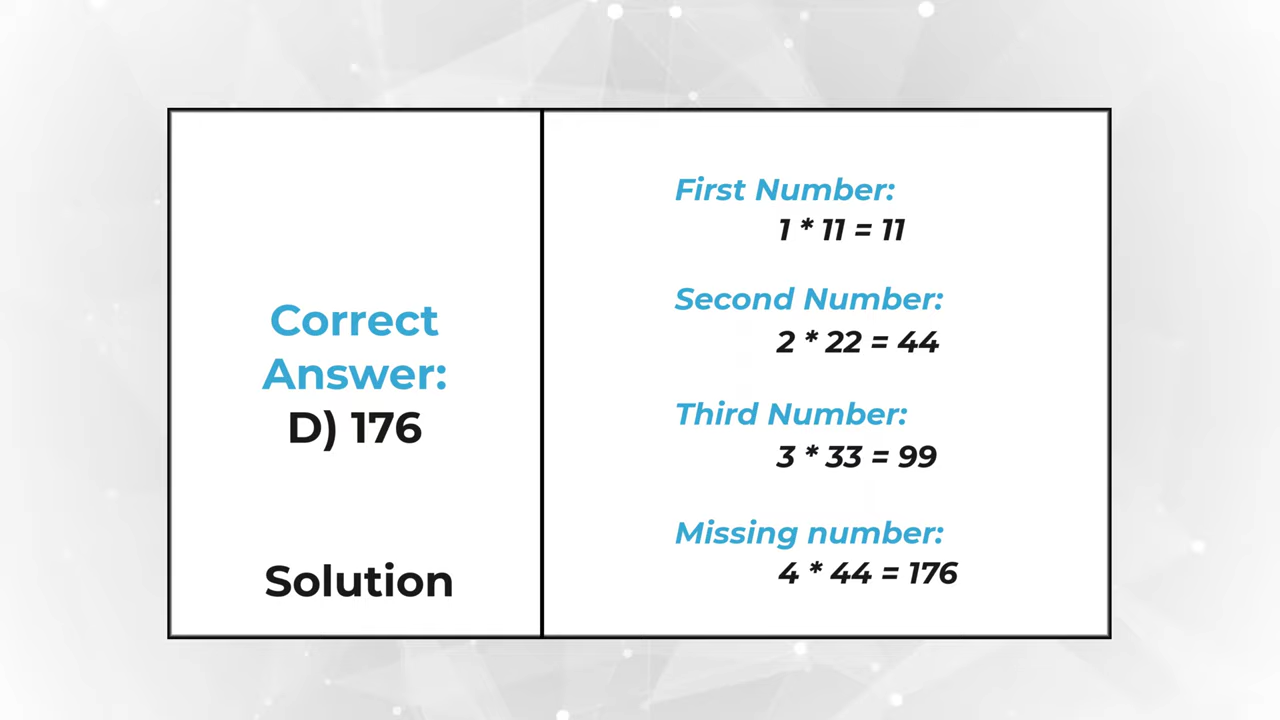 Correct
Answer:
D) 176
Solution
First Number:
1 * 11 = 11
Second Number:
2 * 22 = 44
Third Number:
3 * 33 = 99
Missing number:
4 * 44 = 176